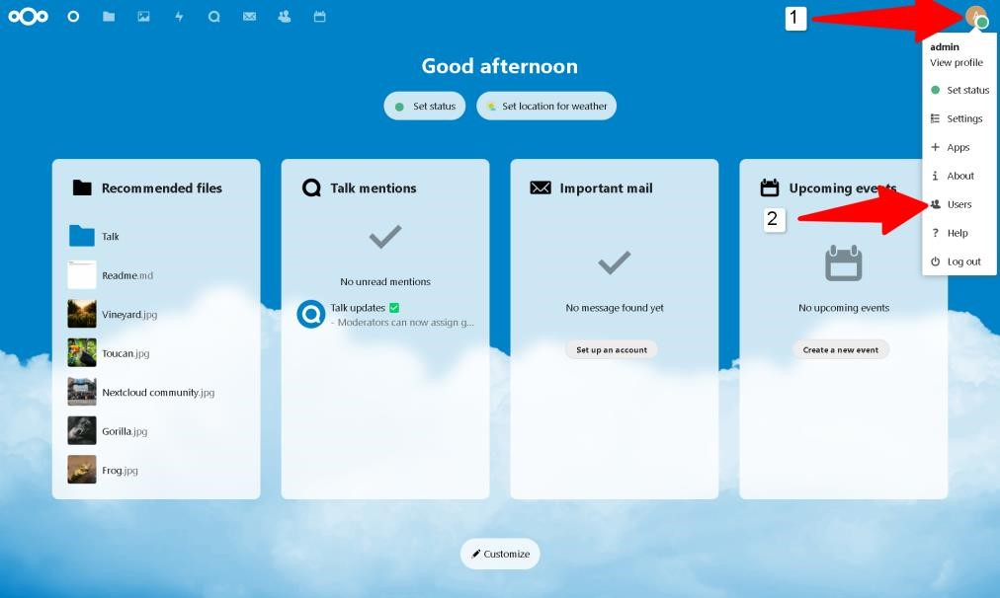 1
admin
View profile
Good afternoon
Set status
Set location for weather
Set status
Settings
Apps
About
Users
Help
Log out
Recommended files
Talk
Readme.md
Vineyard.jpg
Toucan.jpg
Nextcloud community.jpg
Gorilla.jpg
Frog.jpg
Talk mentions
No unread mentions
Talk updates ✅
- Moderators can now assign g...
Important mail
No message found yet
Set up an account
Upcoming events
2
No upcoming events
Create a new event
Customize